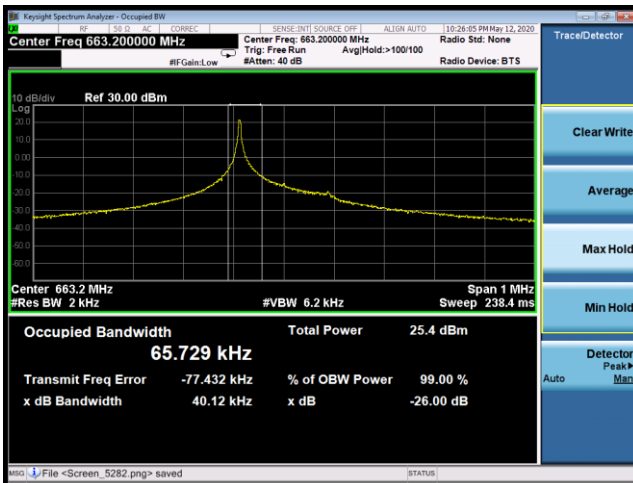 Keysight Spectrum Analyzer - Occupied BW
RF 50 Ω AC CORREC SENSE:INT SOURCE OFF ALIGN AUTO 10:26:05 PM May 12, 2020
Center Freq 663.200000 MHz Center Freq: 663.200000 MHz Radio Std: None
Trig: Free Run Avg|Hold:>100/100
#IFGain:Low #Atten: 40 dB Radio Device: BTS
10 dB/div Ref 30.00 dBm
Log
20.0
10.0
0.00
-10.0
-20.0
-30.0
-40.0
-50.0
-60.0
Center 663.2 MHz Span 1 MHz
#Res BW 2 kHz #VBW 6.2 kHz Sweep 238.4 ms
Occupied Bandwidth Total Power 25.4 dBm
65.729 kHz
Transmit Freq Error -77.432 kHz % of OBW Power 99.00 %
x dB Bandwidth 40.12 kHz x dB -26.00 dB
MSG File <Screen_5282.png> saved STATUS
Trace/Detector
Clear Write
Average
Max Hold
Min Hold
Detector
Peak▶
Auto Man